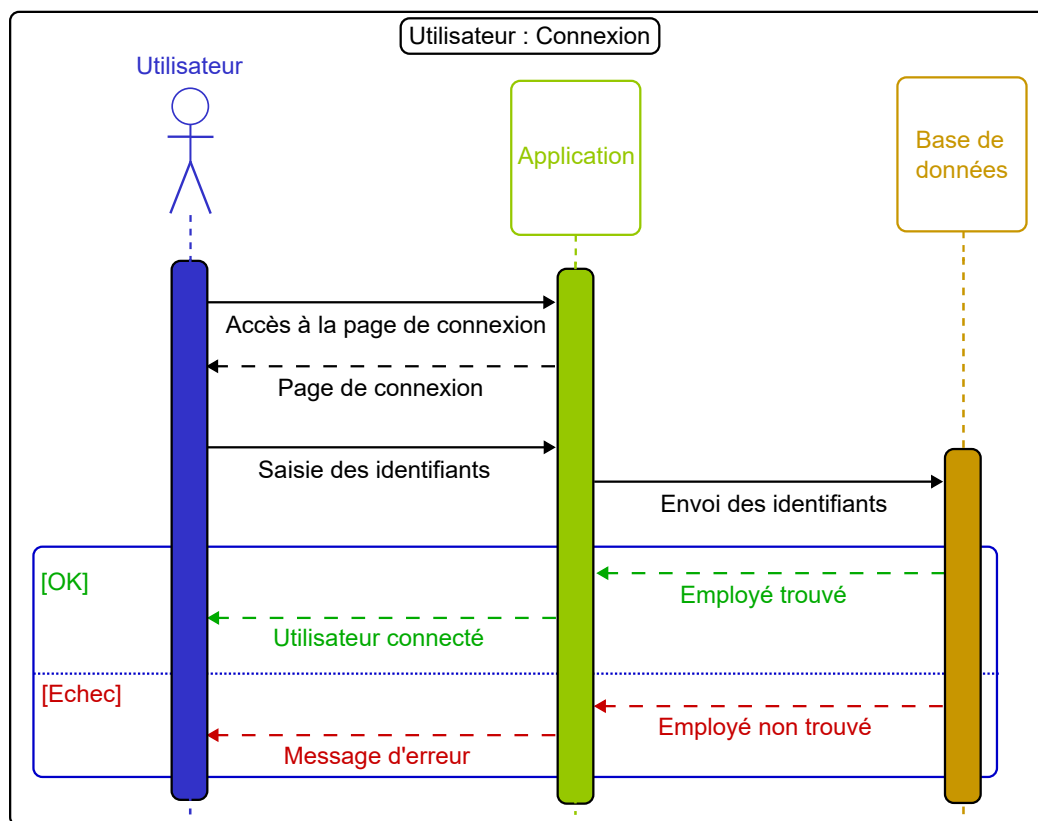 Utilisateur : Connexion
Utilisateur
Application
Base de
données
Accès à la page de connexion
Page de connexion
Saisie des identifiants
Envoi des identifiants
[OK]
Employé trouvé
Utilisateur connecté
[Echec]
Employé non trouvé
Message d'erreur